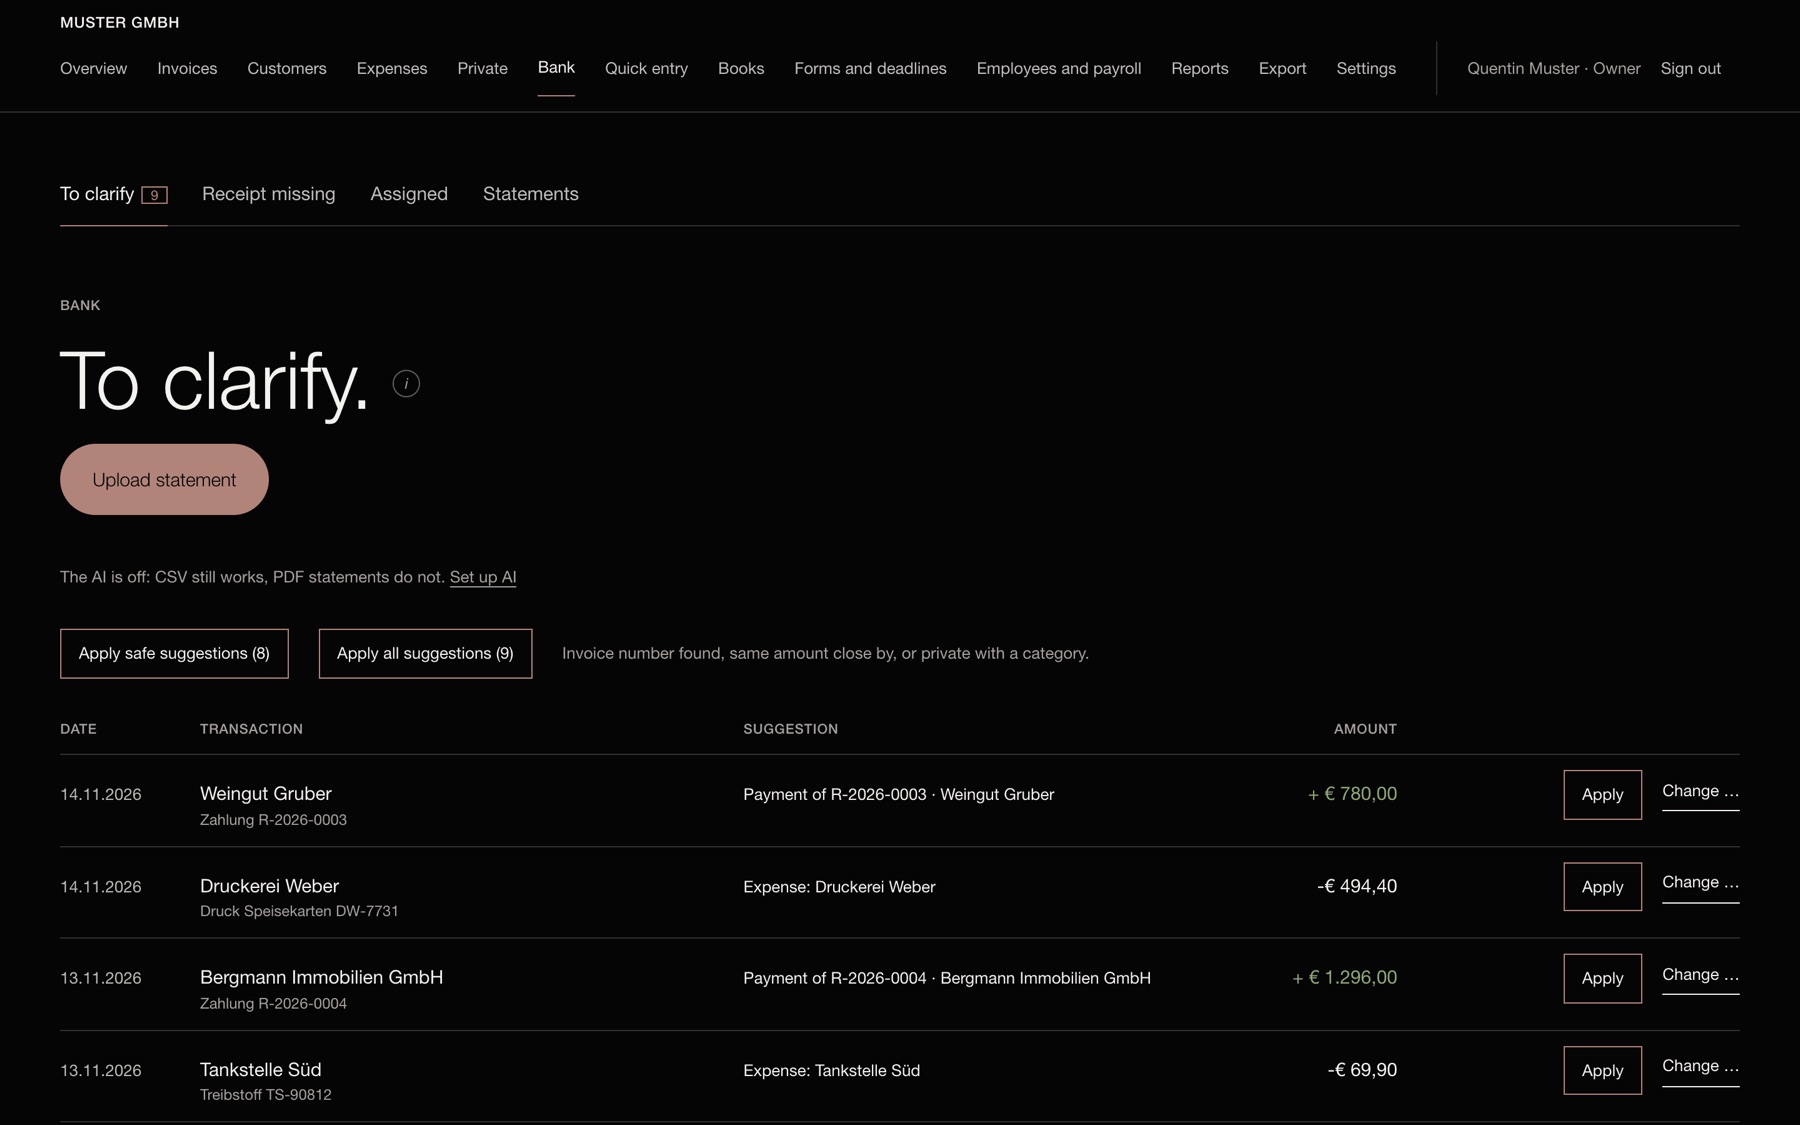 MUSTER GMBH
Overview Invoices Customers Expenses Private Bank Quick entry Books Forms and deadlines Employees and payroll Reports Export Settings Quentin Muster · Owner Sign out
To clarify 9 Receipt missing Assigned Statements
BANK
To clarify. i
Upload statement
The AI is off: CSV still works, PDF statements do not. Set up AI
Apply safe suggestions (8) Apply all suggestions (9) Invoice number found, same amount close by, or private with a category.
DATE TRANSACTION SUGGESTION AMOUNT
14.11.2026 Weingut Gruber Payment of R-2026-0003 · Weingut Gruber + € 780,00 Apply Change ...
Zahlung R-2026-0003
14.11.2026 Druckerei Weber Expense: Druckerei Weber -€ 494,40 Apply Change ...
Druck Speisekarten DW-7731
13.11.2026 Bergmann Immobilien GmbH Payment of R-2026-0004 · Bergmann Immobilien GmbH + € 1.296,00 Apply Change ...
Zahlung R-2026-0004
13.11.2026 Tankstelle Süd Expense: Tankstelle Süd -€ 69,90 Apply Change ...
Treibstoff TS-90812